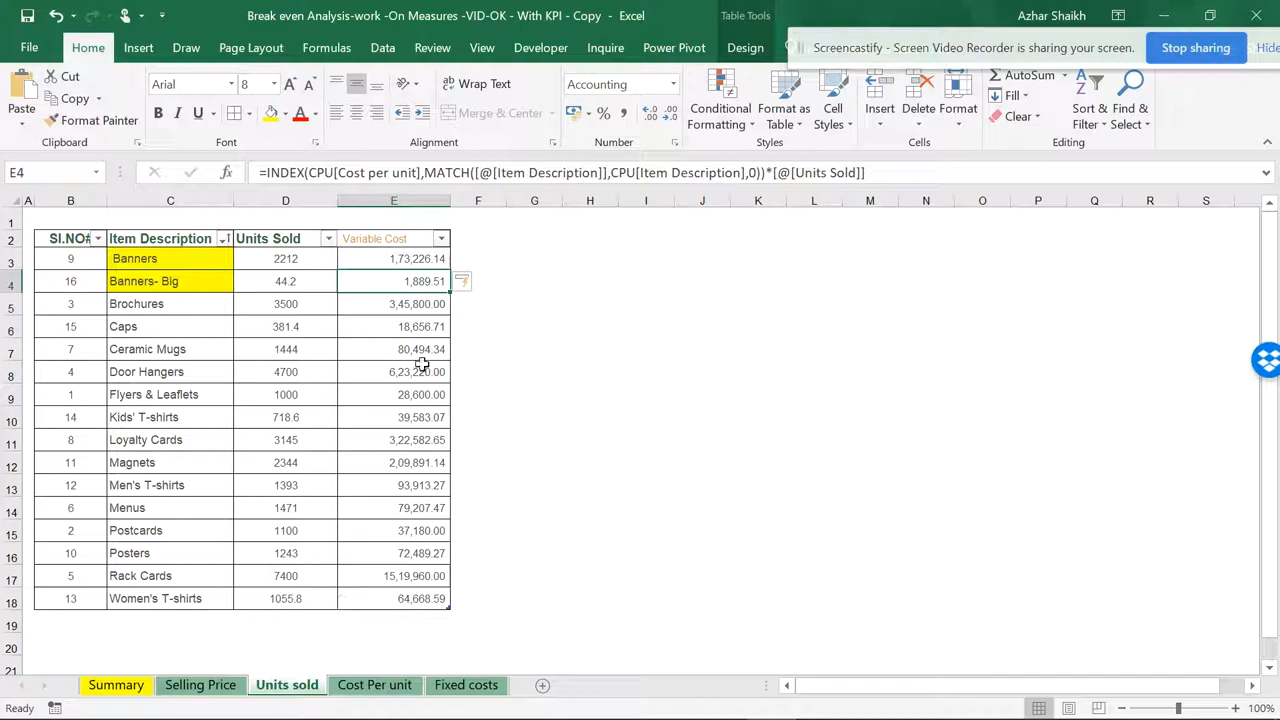 Break even Analysis-work -On Measures -VID-OK - With KPI - Copy - Excel
Table Tools
Azhar Shaikh
File Home Insert Draw Page Layout Formulas Data Review View Developer Inquire Power Pivot Design
Screencastify - Screen Video Recorder is sharing your screen. Stop sharing Hide
Paste
Cut
Copy
Format Painter
Arial 8
B I U
Wrap Text
Merge & Center
Accounting
Conditional Formatting
Format as Table
Cell Styles
Insert Delete Format
AutoSum
Fill
Clear
Sort & Filter
Find & Select
Clipboard Font Alignment Number Styles Cells Editing
E4 fx =INDEX(CPU[Cost per unit],MATCH([@[Item Description]],CPU[Item Description],0))*[@[Units Sold]]
A B C D E F G H I J K L M N O P Q R S
1
2 Sl.NO# Item Description Units Sold Variable Cost
3 9 Banners 2212 1,73,226.14
4 16 Banners- Big 44.2 1,889.51
5 3 Brochures 3500 3,45,800.00
6 15 Caps 381.4 18,656.71
7 7 Ceramic Mugs 1444 80,494.34
8 4 Door Hangers 4700 6,23,220.00
9 1 Flyers & Leaflets 1000 28,600.00
10 14 Kids' T-shirts 718.6 39,583.07
11 8 Loyalty Cards 3145 3,22,582.65
12 11 Magnets 2344 2,09,891.14
13 12 Men's T-shirts 1393 93,913.27
14 6 Menus 1471 79,207.47
15 2 Postcards 1100 37,180.00
16 10 Posters 1243 72,489.27
17 5 Rack Cards 7400 15,19,960.00
18 13 Women's T-shirts 1055.8 64,668.59
19
20
21
Summary Selling Price Units sold Cost Per unit Fixed costs
Ready 100%